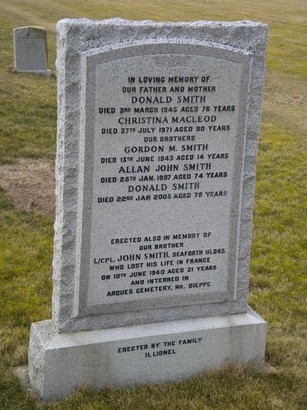 IN LOVING MEMORY OF
OUR FATHER AND MOTHER
DONALD SMITH
DIED 3RD MARCH 1945 AGED 76 YEARS
CHRISTINA MACLEOD
DIED 27TH JULY 1971 AGED 90 YEARS
OUR BROTHERS
GORDON M. SMITH
DIED 13TH JUNE 1943 AGED 14 YEARS
ALLAN JOHN SMITH
DIED 28TH JAN. 1997 AGED 74 YEARS
DONALD SMITH
DIED 22ND JAN 2005 AGED 79 YEARS
ERECTED ALSO IN MEMORY OF
OUR BROTHER
L/CPL. JOHN SMITH, SEAFORTH HLDRS.
WHO LOST HIS LIFE IN FRANCE
ON 10TH JUNE 1940 AGED 21 YEARS
AND INTERRED IN
ARQUES CEMETERY, NR. DIEPPE.
ERECTED BY THE FAMILY
11, LIONEL